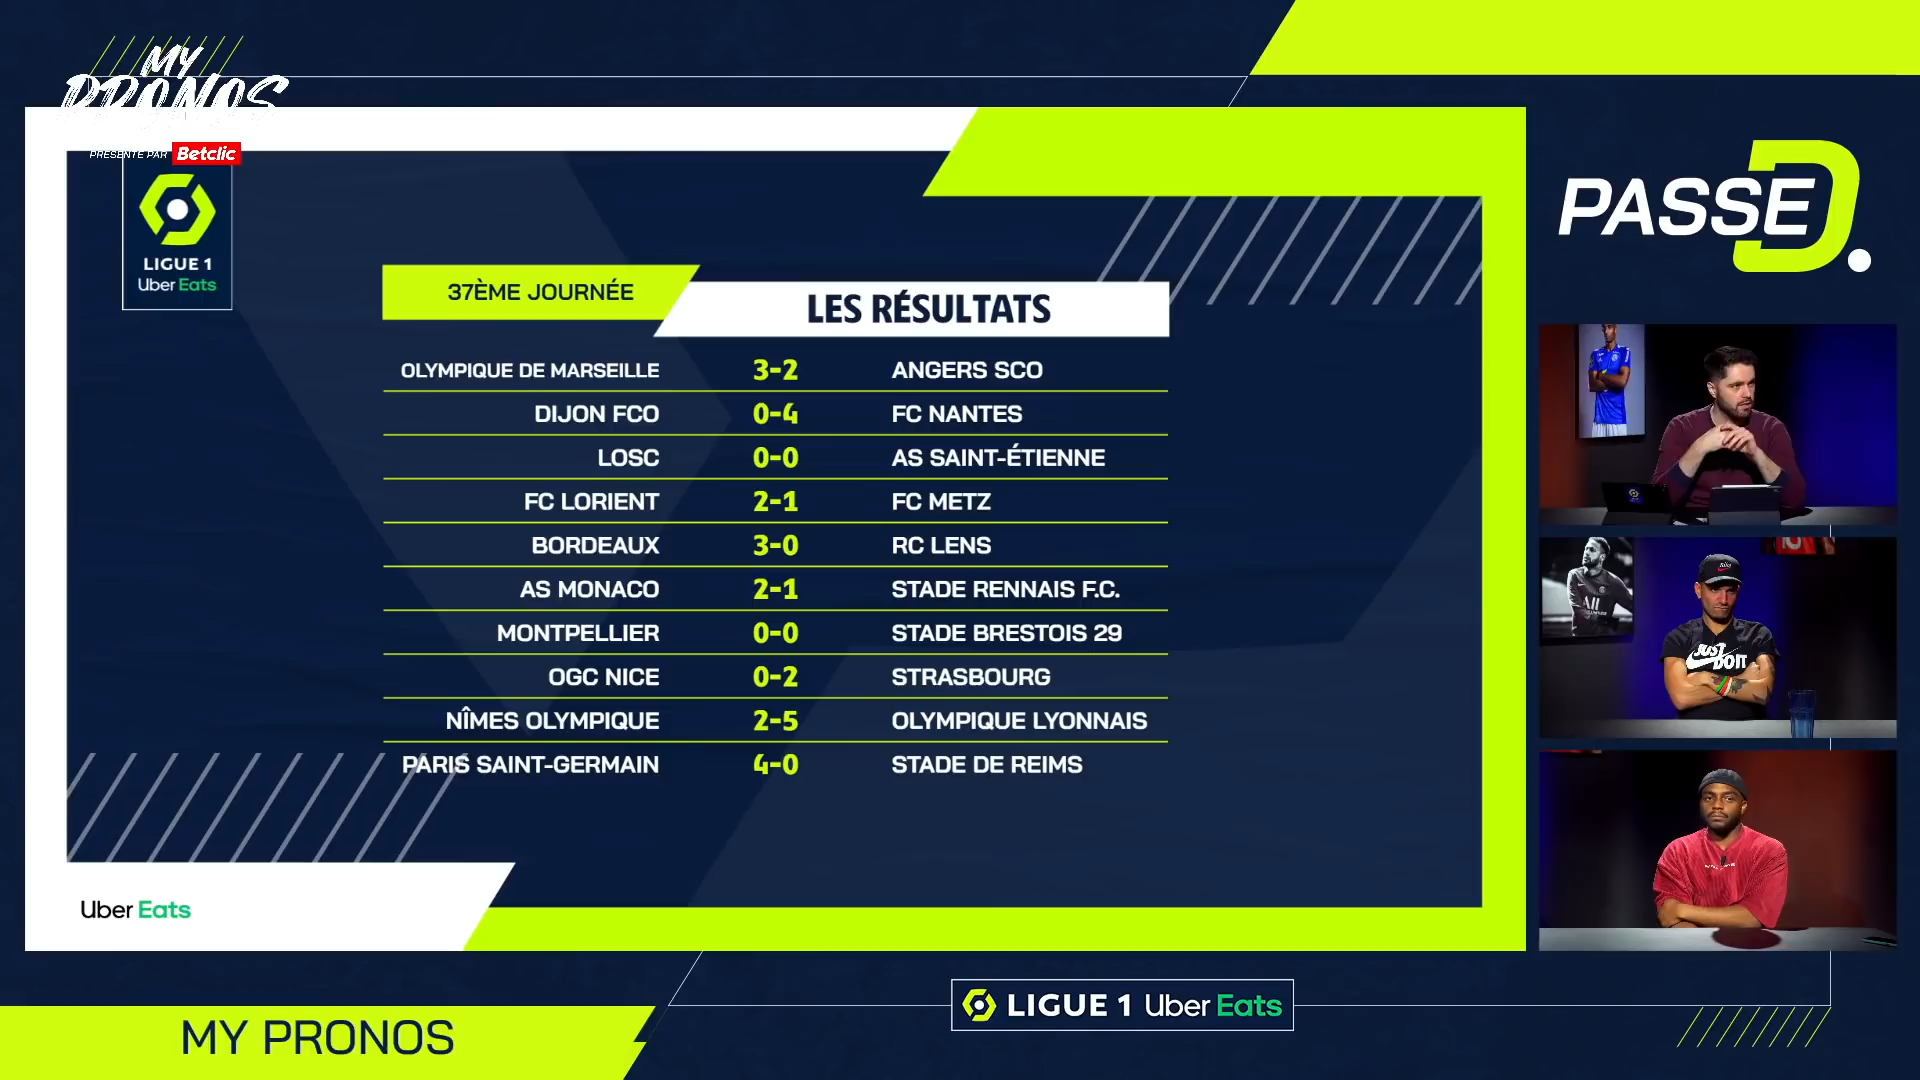 MY
PRONOS
PRÉSENTÉ PAR Betclic
LIGUE 1
Uber Eats
37ÈME JOURNÉE
LES RÉSULTATS
OLYMPIQUE DE MARSEILLE 3-2 ANGERS SCO
DIJON FCO 0-4 FC NANTES
LOSC 0-0 AS SAINT-ÉTIENNE
FC LORIENT 2-1 FC METZ
BORDEAUX 3-0 RC LENS
AS MONACO 2-1 STADE RENNAIS F.C.
MONTPELLIER 0-0 STADE BRESTOIS 29
OGC NICE 0-2 STRASBOURG
NÎMES OLYMPIQUE 2-5 OLYMPIQUE LYONNAIS
PARIS SAINT-GERMAIN 4-0 STADE DE REIMS
Uber Eats
PASSE D.
JUST
DO IT
LIGUE 1 Uber Eats
MY PRONOS